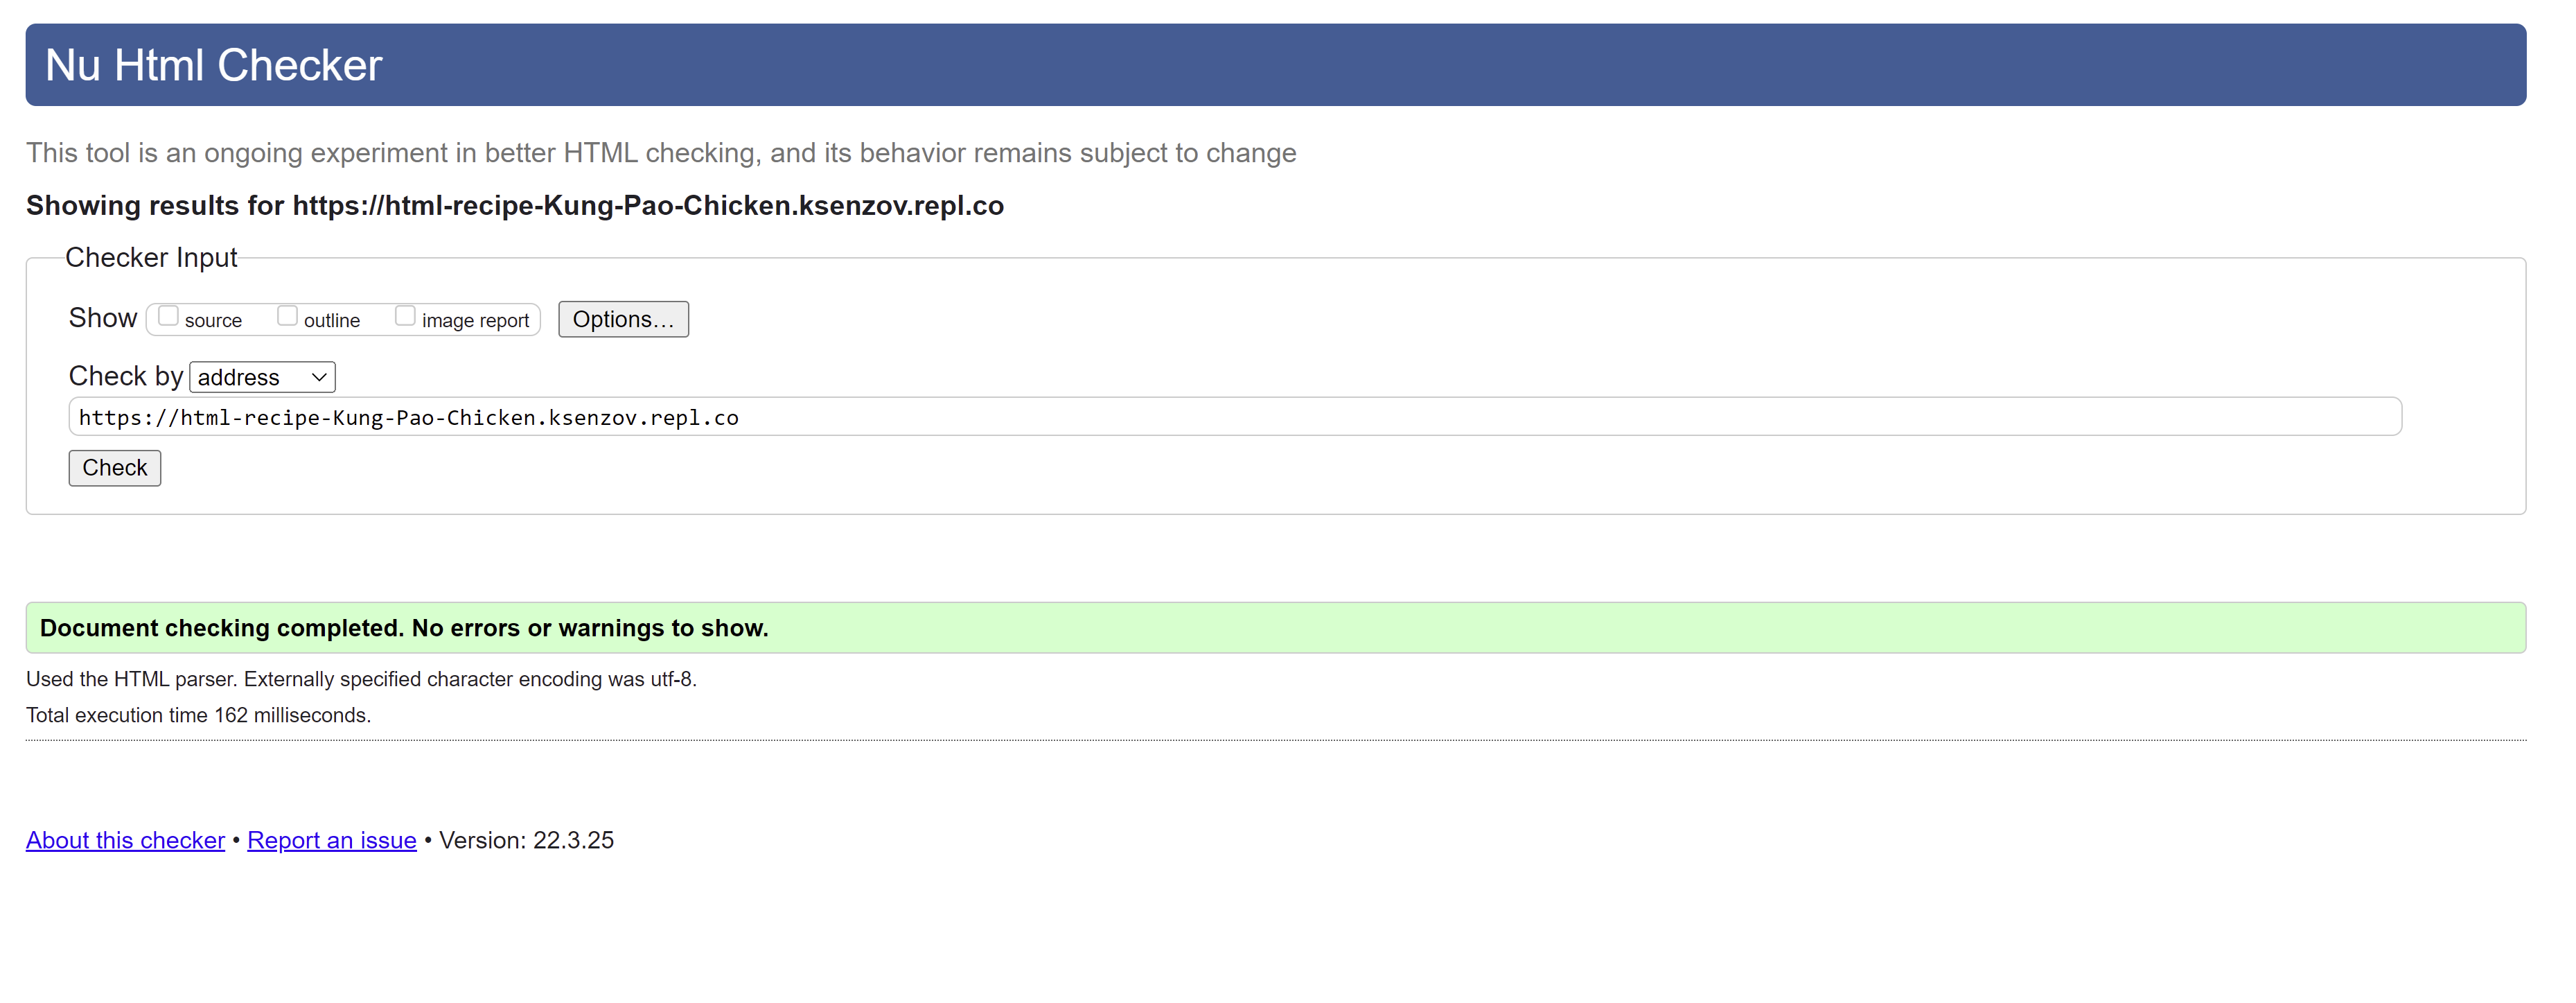 Nu Html Checker
This tool is an ongoing experiment in better HTML checking, and its behavior remains subject to change
Showing results for https://html-recipe-Kung-Pao-Chicken.ksenzov.repl.co
Checker Input
Show source outline image report Options…
Check by address
https://html-recipe-Kung-Pao-Chicken.ksenzov.repl.co
Check
Document checking completed. No errors or warnings to show.
Used the HTML parser. Externally specified character encoding was utf-8.
Total execution time 162 milliseconds.
About this checker • Report an issue • Version: 22.3.25